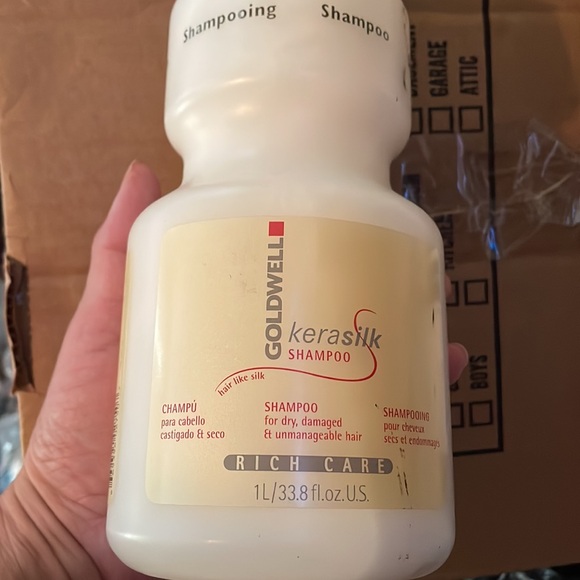 Shampooing
Shampoo
GOLDWELL
kerasilk
SHAMPOO
hair like silk
CHAMPÙ
para cabello
castigado & seco
SHAMPOO
for dry, damaged
& unmanageable hair
SHAMPOOING
pour cheveux
secs et endommagés
RICH CARE
1L/33.8 fl.oz.U.S.
GARAGE
ATTIC
BOYS